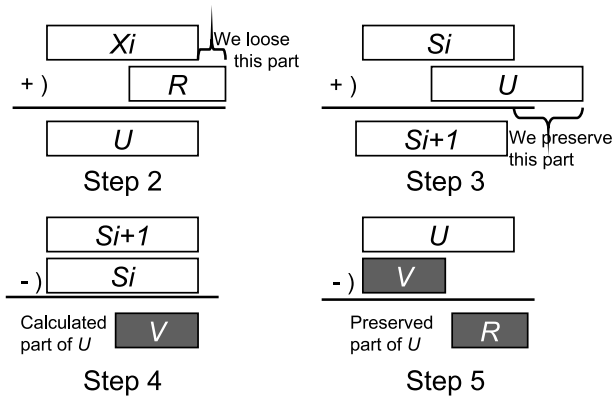 Xi
We loose
this part
+ )
R
U
Step 2
Si
+ )
U
We preserve
this part
Si+1
Step 3
Si+1
- )
Si
Calculated
part of U
V
Step 4
U
- )
V
Preserved
part of U
R
Step 5